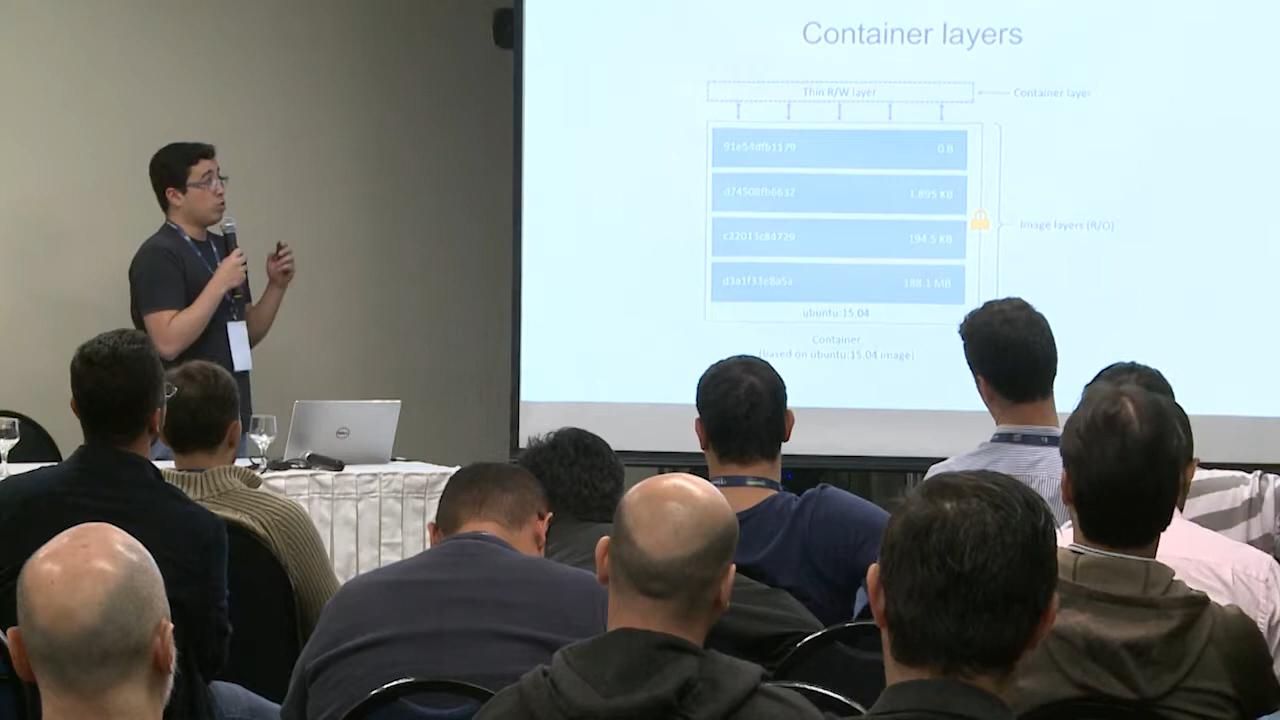 Container layers
Thin R/W layer
Container layer
91e54dfb1179
0 B
d74508fb6632
1.895 KB
c22013c84729
194.5 KB
d3a1f33e8a5a
188.1 MB
Image layers (R/O)
ubuntu:15.04
Container
(based on ubuntu:15.04 image)
DELL